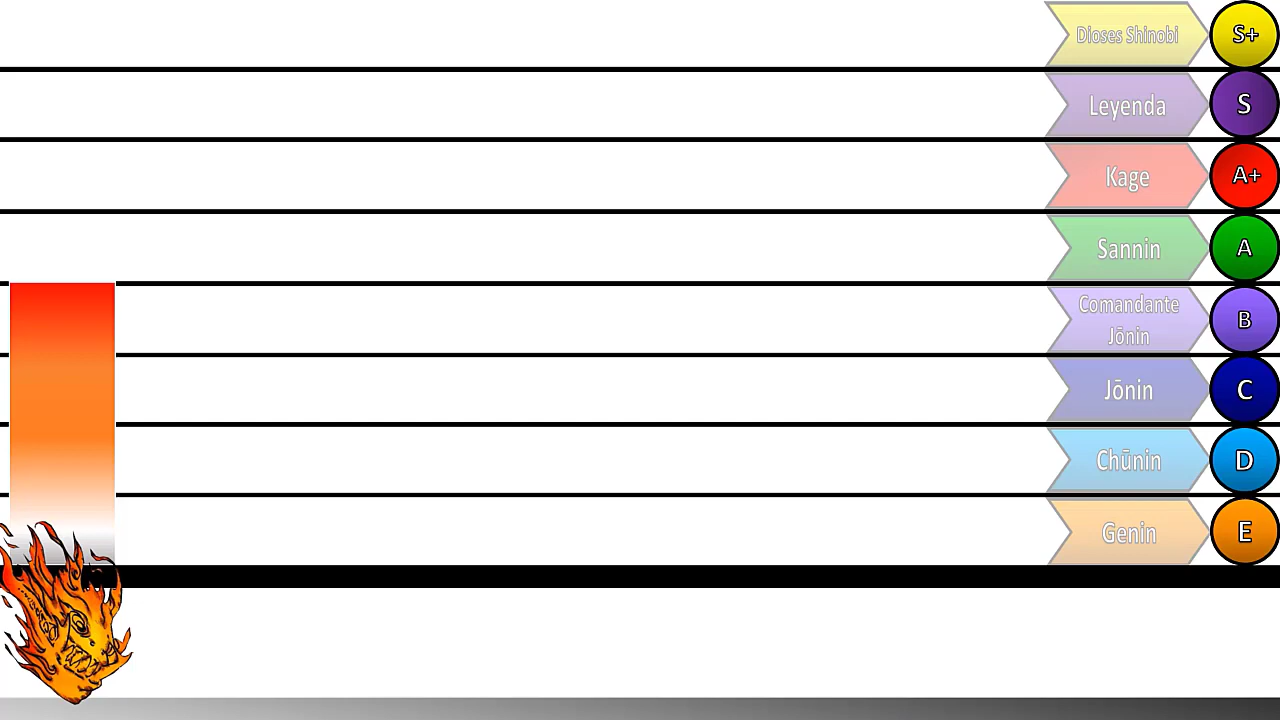 Dioses Shinobi S+
Leyenda S
Kage A+
Sannin A
Comandante
Jōnin B
Jōnin C
Chūnin D
Genin E